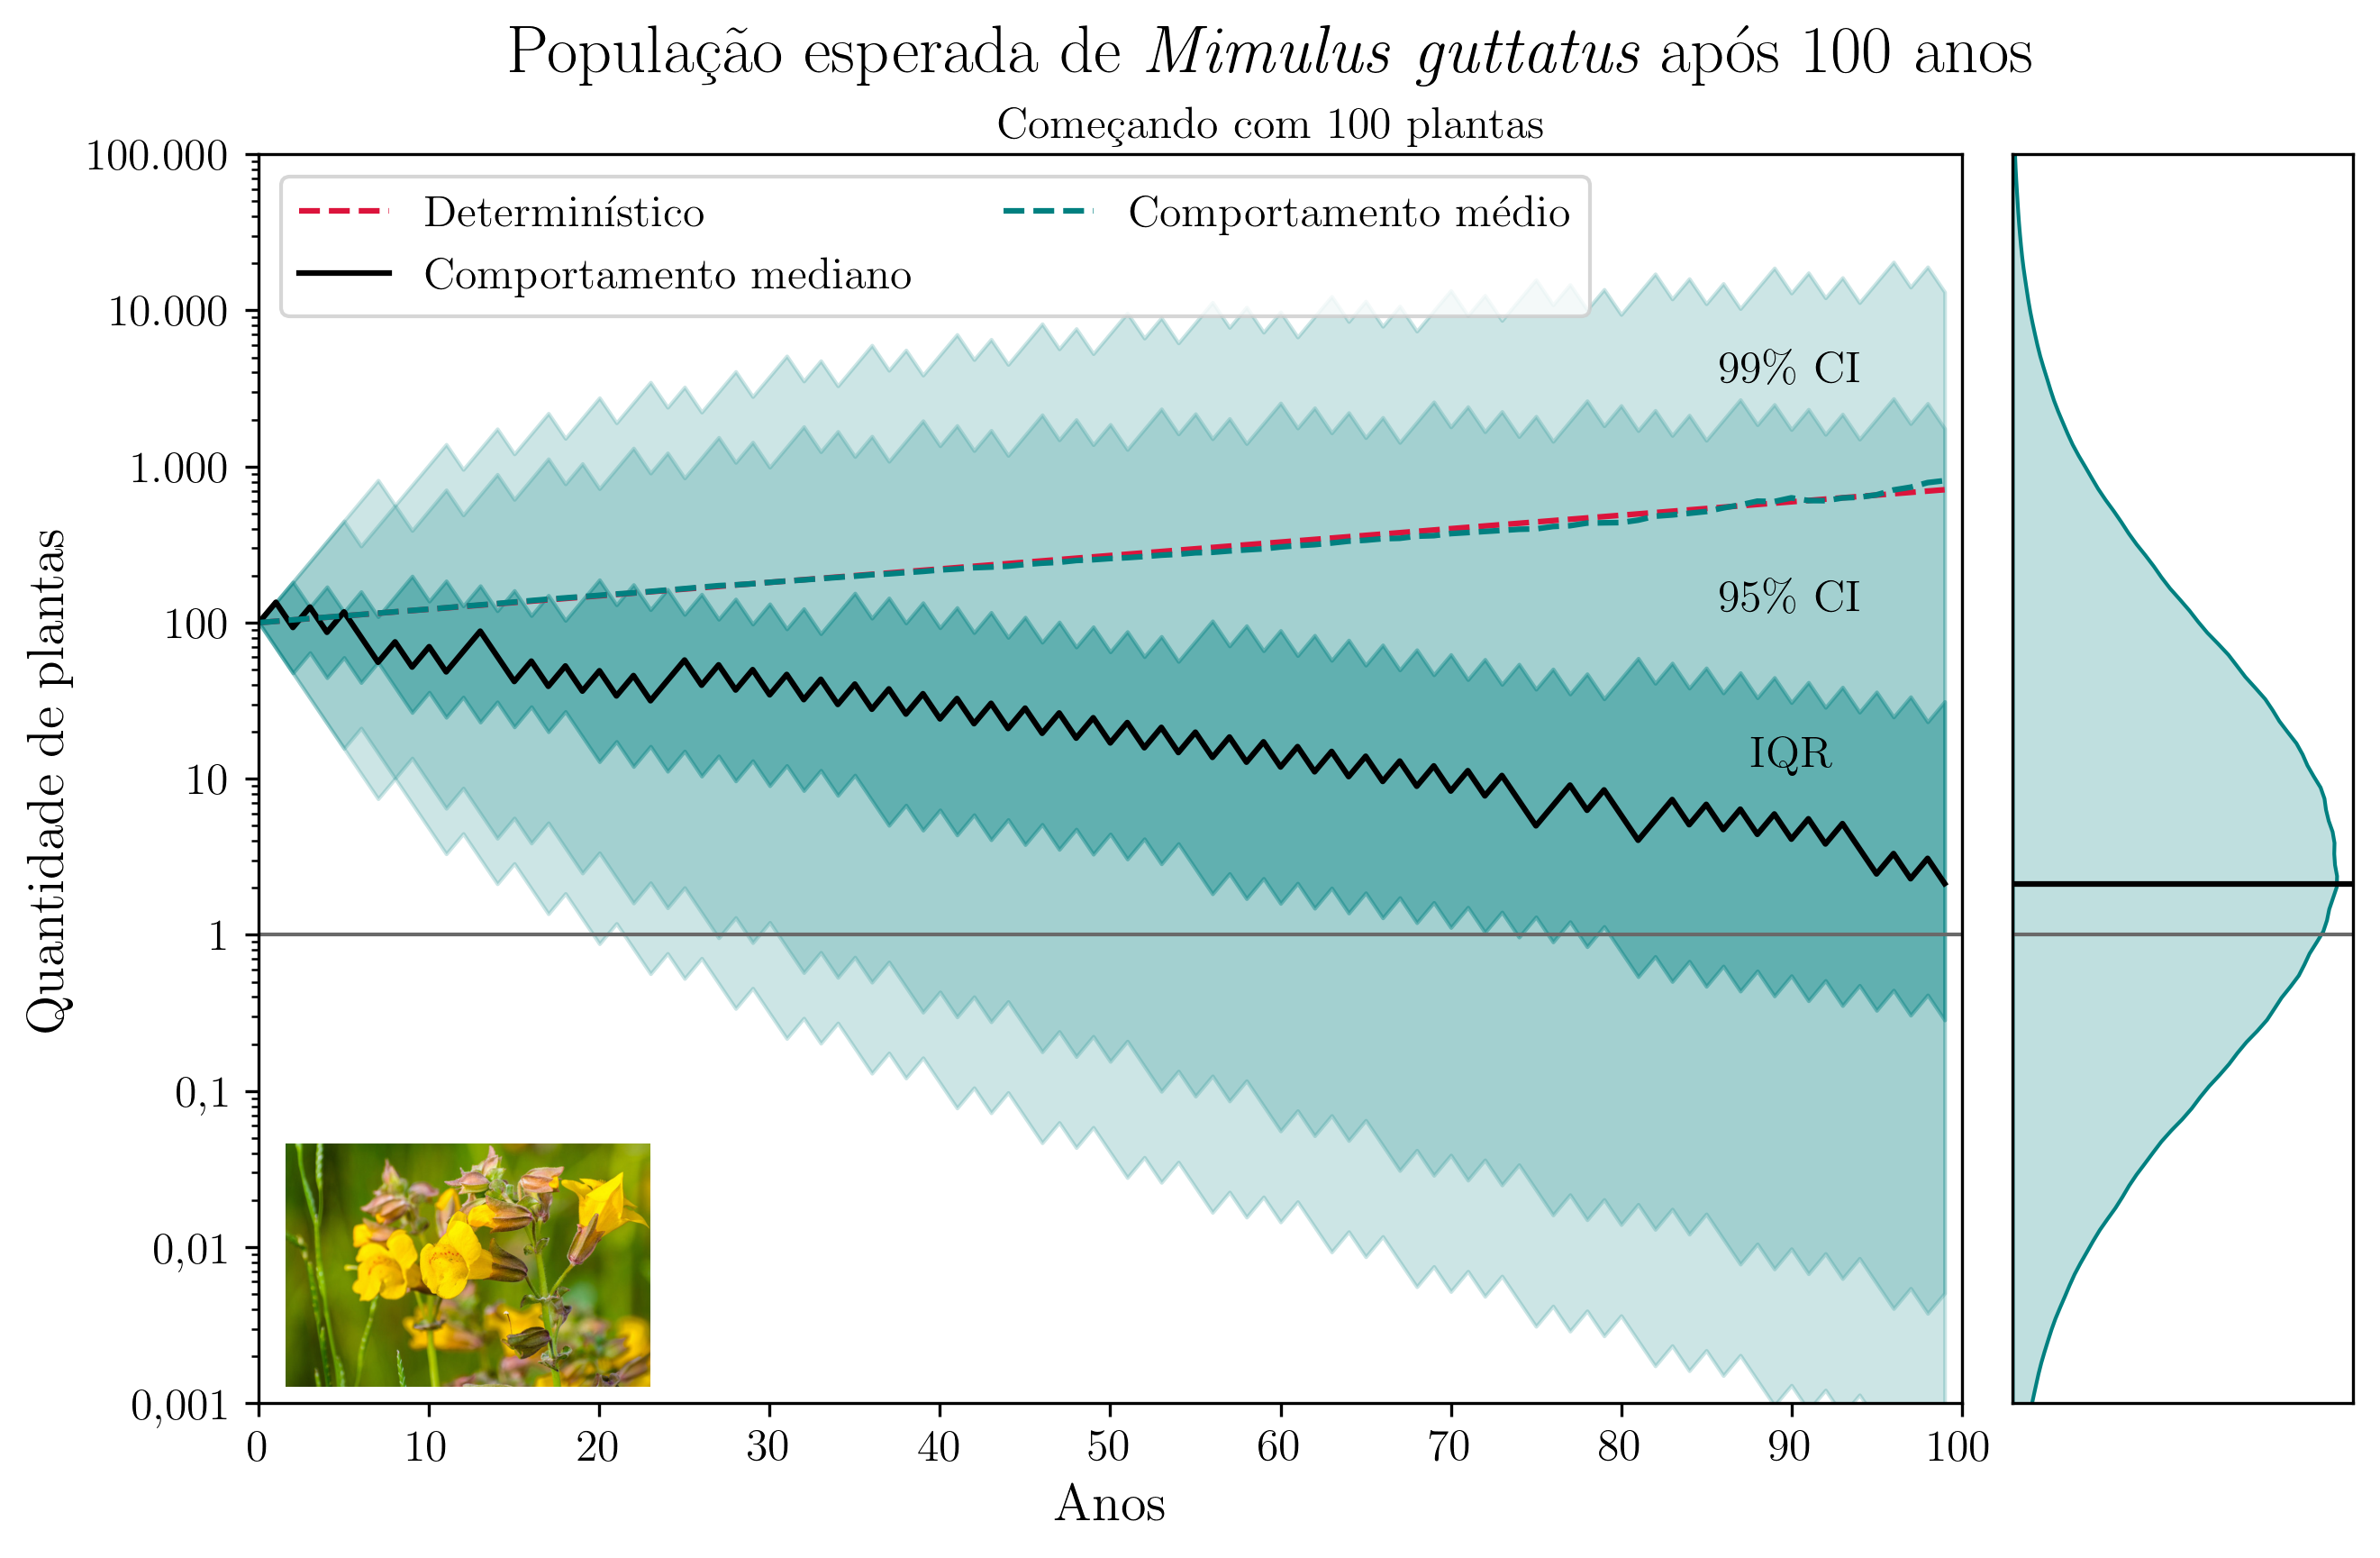 População esperada de Mimulus guttatus após 100 anos
Começando com 100 plantas
Determinístico
Comportamento mediano
Comportamento médio
Quantidade de plantas
100.000
10.000
1.000
100
10
1
0,1
0,01
0,001
99% CI
95% CI
IQR
0 10 20 30 40 50 60 70 80 90 100
Anos